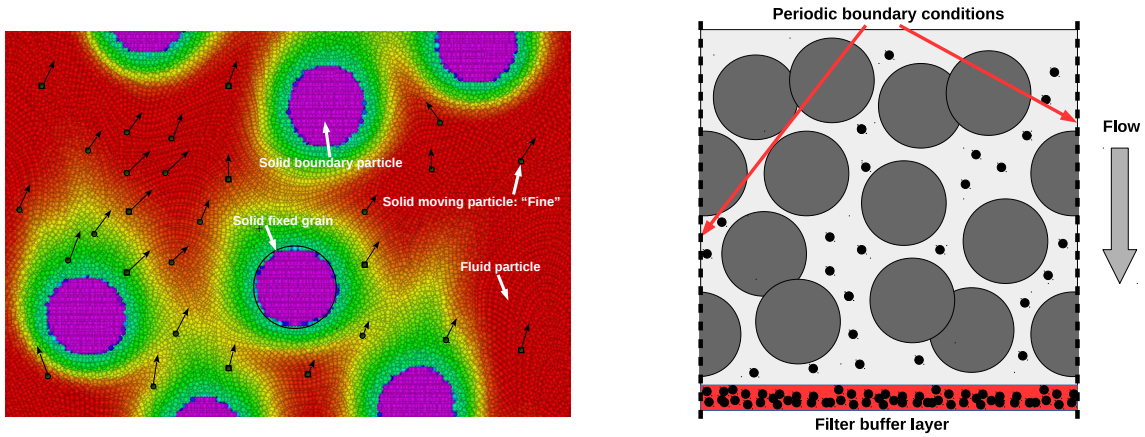 Solid boundary particle
Solid moving particle: “Fine”
Solid fixed grain
Fluid particle
Periodic boundary conditions
Flow
Filter buffer layer